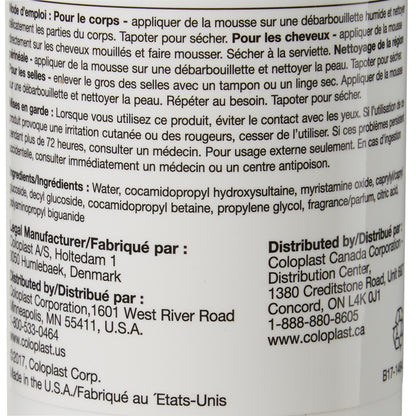 de d'emploi : Pour le corps - appliquer de la mousse sur une débarbouillette humide et nettoyer
délicatement les parties du corps. Tapoter pour sécher. Pour les cheveux - appliquer de la mousse
directement sur les cheveux mouillés et faire mousser. Sécher à la serviette. Nettoyage de la région
périnéale - appliquer de la mousse sur une débarbouillette et nettoyer la peau. Tapoter pour sécher.
Pour les selles - enlever le gros des selles avec un tampon ou un linge sec. Appliquer de la mousse
sur une débarbouillette et nettoyer la peau. Répéter au besoin. Tapoter pour sécher.
Mises en garde : Lorsque vous utilisez ce produit, éviter le contact avec les yeux. Si l'utilisation de ce
produit provoque une irritation cutanée ou des rougeurs, cesser de l'utiliser. Si ces problèmes persistent
pendant plus de 72 heures, consulter un médecin. Pour usage externe seulement. En cas d'ingestion
accidentelle, consulter immédiatement un médecin ou un centre antipoison.
Ingredients/Ingrédients : Water, cocamidopropyl hydroxysultaine, myristamine oxide, caprylyl/capryl
glucoside, decyl glucoside, cocamidopropyl betaine, propylene glycol, fragrance/parfum, citric acid,
polyaminopropyl biguanide
Legal Manufacturer/Fabriqué par :
Coloplast A/S, Holtedam 1
3050 Humlebaek, Denmark
Distributed by/Distribué par :
Coloplast Corporation,1601 West River Road
Minneapolis, MN 55411, U.S.A.
1-800-533-0464
www.coloplast.us
©2017, Coloplast Corp.
Made in the U.S.A./Fabriqué au ´Etats-Unis
Distributed by/Distribué par :
Coloplast Canada Corporation
Distribution Center
1380 Creditstone Road, Unit
Concord, ON L4K 0J1
1-888-880-8605
www.coloplast.ca